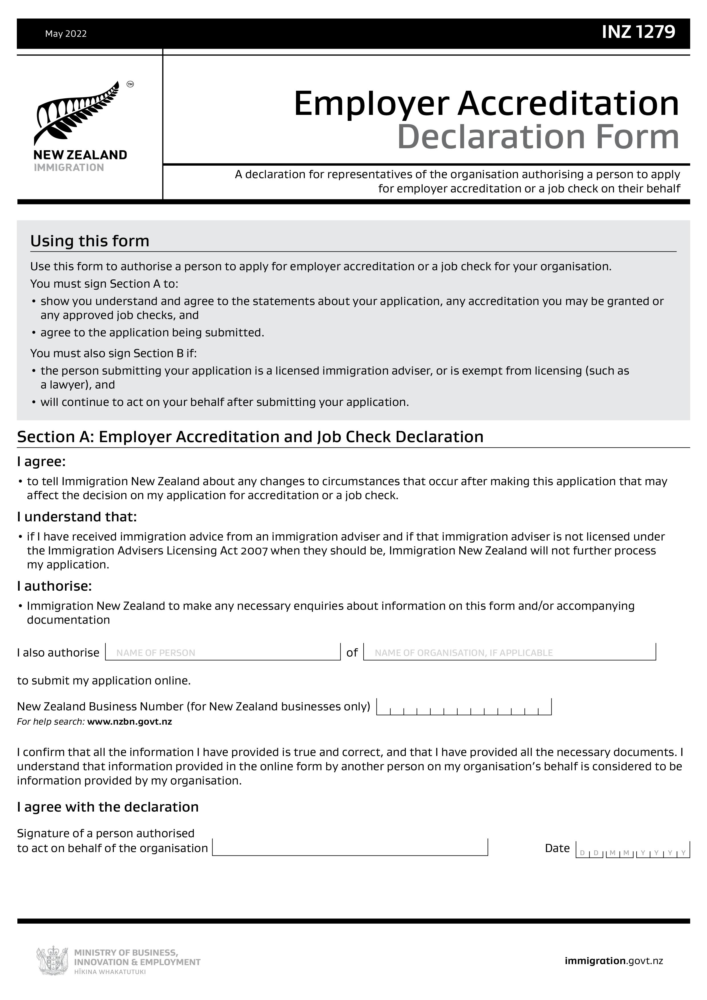 May 2022
INZ 1279
TM
NEW ZEALAND
IMMIGRATION
Employer Accreditation
Declaration Form
A declaration for representatives of the organisation authorising a person to apply
for employer accreditation or a job check on their behalf
Using this form
Use this form to authorise a person to apply for employer accreditation or a job check for your organisation.
You must sign Section A to:
• show you understand and agree to the statements about your application, any accreditation you may be granted or
any approved job checks, and
• agree to the application being submitted.
You must also sign Section B if:
• the person submitting your application is a licensed immigration adviser, or is exempt from licensing (such as
a lawyer), and
• will continue to act on your behalf after submitting your application.
Section A: Employer Accreditation and Job Check Declaration
I agree:
• to tell Immigration New Zealand about any changes to circumstances that occur after making this application that may
affect the decision on my application for accreditation or a job check.
I understand that:
• if I have received immigration advice from an immigration adviser and if that immigration adviser is not licensed under
the Immigration Advisers Licensing Act 2007 when they should be, Immigration New Zealand will not further process
my application.
I authorise:
• Immigration New Zealand to make any necessary enquiries about information on this form and/or accompanying
documentation
I also authorise NAME OF PERSON of NAME OF ORGANISATION, IF APPLICABLE
to submit my application online.
New Zealand Business Number (for New Zealand businesses only)
For help search: www.nzbn.govt.nz
I confirm that all the information I have provided is true and correct, and that I have provided all the necessary documents. I
understand that information provided in the online form by another person on my organisation’s behalf is considered to be
information provided by my organisation.
I agree with the declaration
Signature of a person authorised
to act on behalf of the organisation
Date D D M M Y Y Y Y
MINISTRY OF BUSINESS,
INNOVATION & EMPLOYMENT
HĪKINA WHAKATUTUKI
immigration.govt.nz